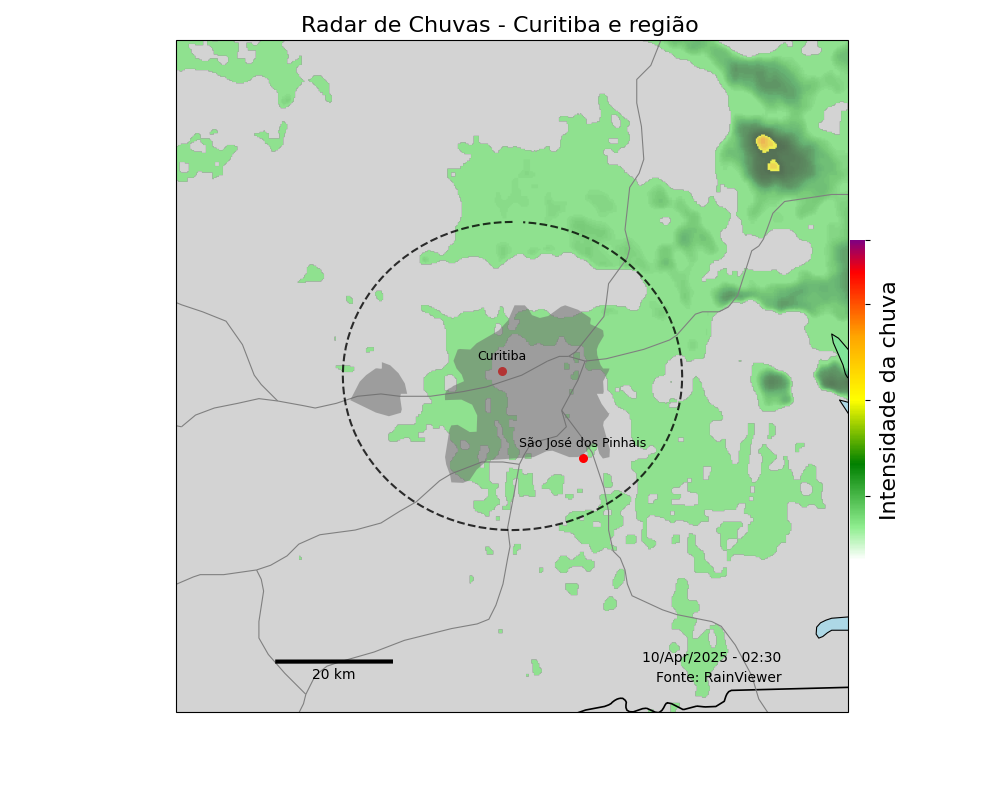 Radar de Chuvas - Curitiba e região
Curitiba
São José dos Pinhais
Intensidade da chuva
10/Apr/2025 - 02:30
Fonte: RainViewer
20 km